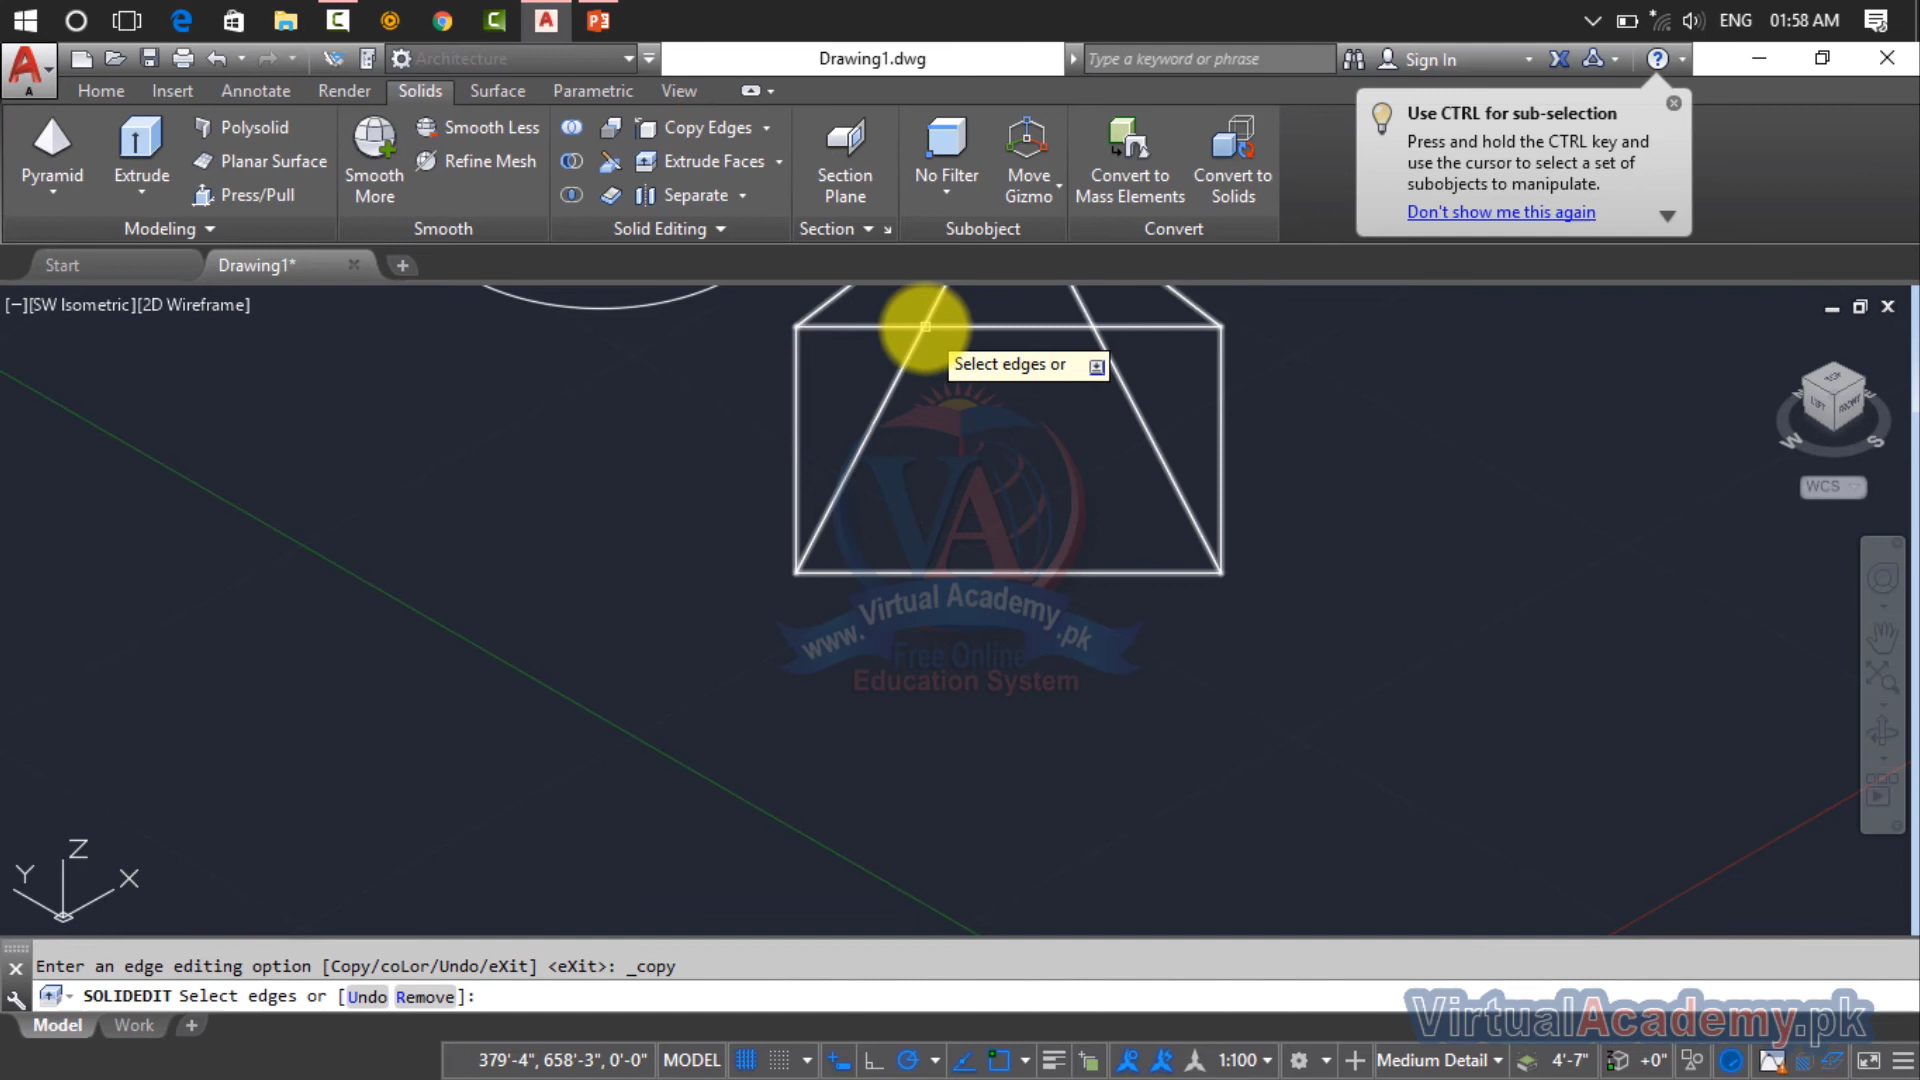 ENG 01:58 AM
Architecture
Drawing1.dwg
Type a keyword or phrase
Sign In
A
Home Insert Annotate Render Solids Surface Parametric View
Use CTRL for sub-selection
Press and hold the CTRL key and
use the cursor to select a set of
subobjects to manipulate.
Don't show me this again
Pyramid
Extrude
Polysolid
Planar Surface
Press/Pull
Smooth
More
Smooth Less
Refine Mesh
Copy Edges
Extrude Faces
Separate
Section
Plane
No Filter
Move
Gizmo
Convert to
Mass Elements
Convert to
Solids
Modeling
Smooth
Solid Editing
Section
Subobject
Convert
Start
Drawing1*
[−][SW Isometric][2D Wireframe]
Select edges or
TOP
LEFT
FRONT
W
S
WCS
VA
www.Virtual Academy.pk
Free Online
Education System
Z
Y
X
Enter an edge editing option [Copy/coLor/Undo/eXit] <eXit>: _copy
SOLIDEDIT Select edges or [Undo Remove]:
VirtualAcademy.pk
Model
Work
379'-4", 658'-3", 0'-0"
MODEL
1:100
Medium Detail
4'-7"
+0"